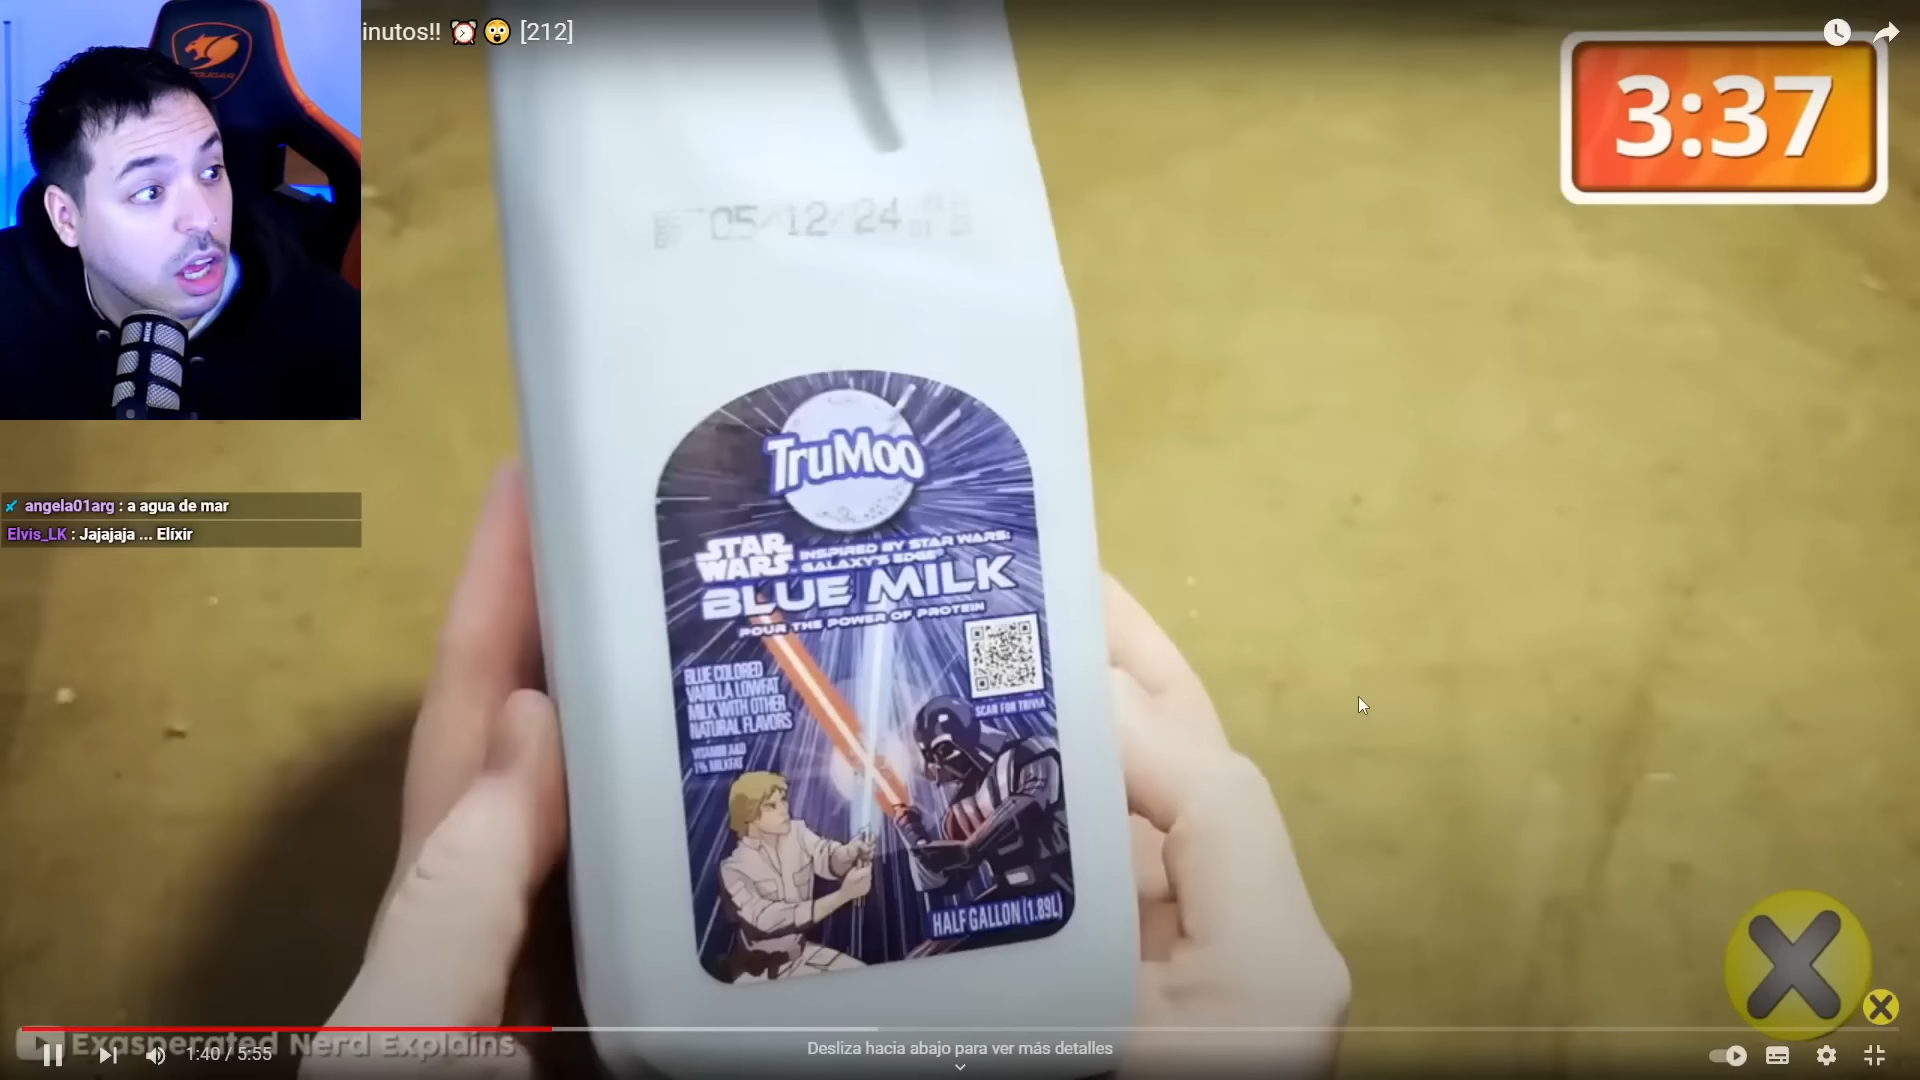 inutos!! ⏰😲 [212]
COUGAR
3:37
05/12/24
TruMoo
STAR WARS INSPIRED BY STAR WARS:
GALAXY'S EDGE
BLUE MILK
POUR THE POWER OF PROTEIN
BLUE COLORED
VANILLA LOWFAT
MILK WITH OTHER
NATURAL FLAVORS
VITAMIN A&D
1% MILKFAT
SCAN FOR TRIVIA
HALF GALLON (1.89L)
RODE
angela01arg : a agua de mar
Elvis_LK : Jajajaja ... Elíxir
Exasperated Nerd Explains
1:40 / 5:55
Desliza hacia abajo para ver más detalles